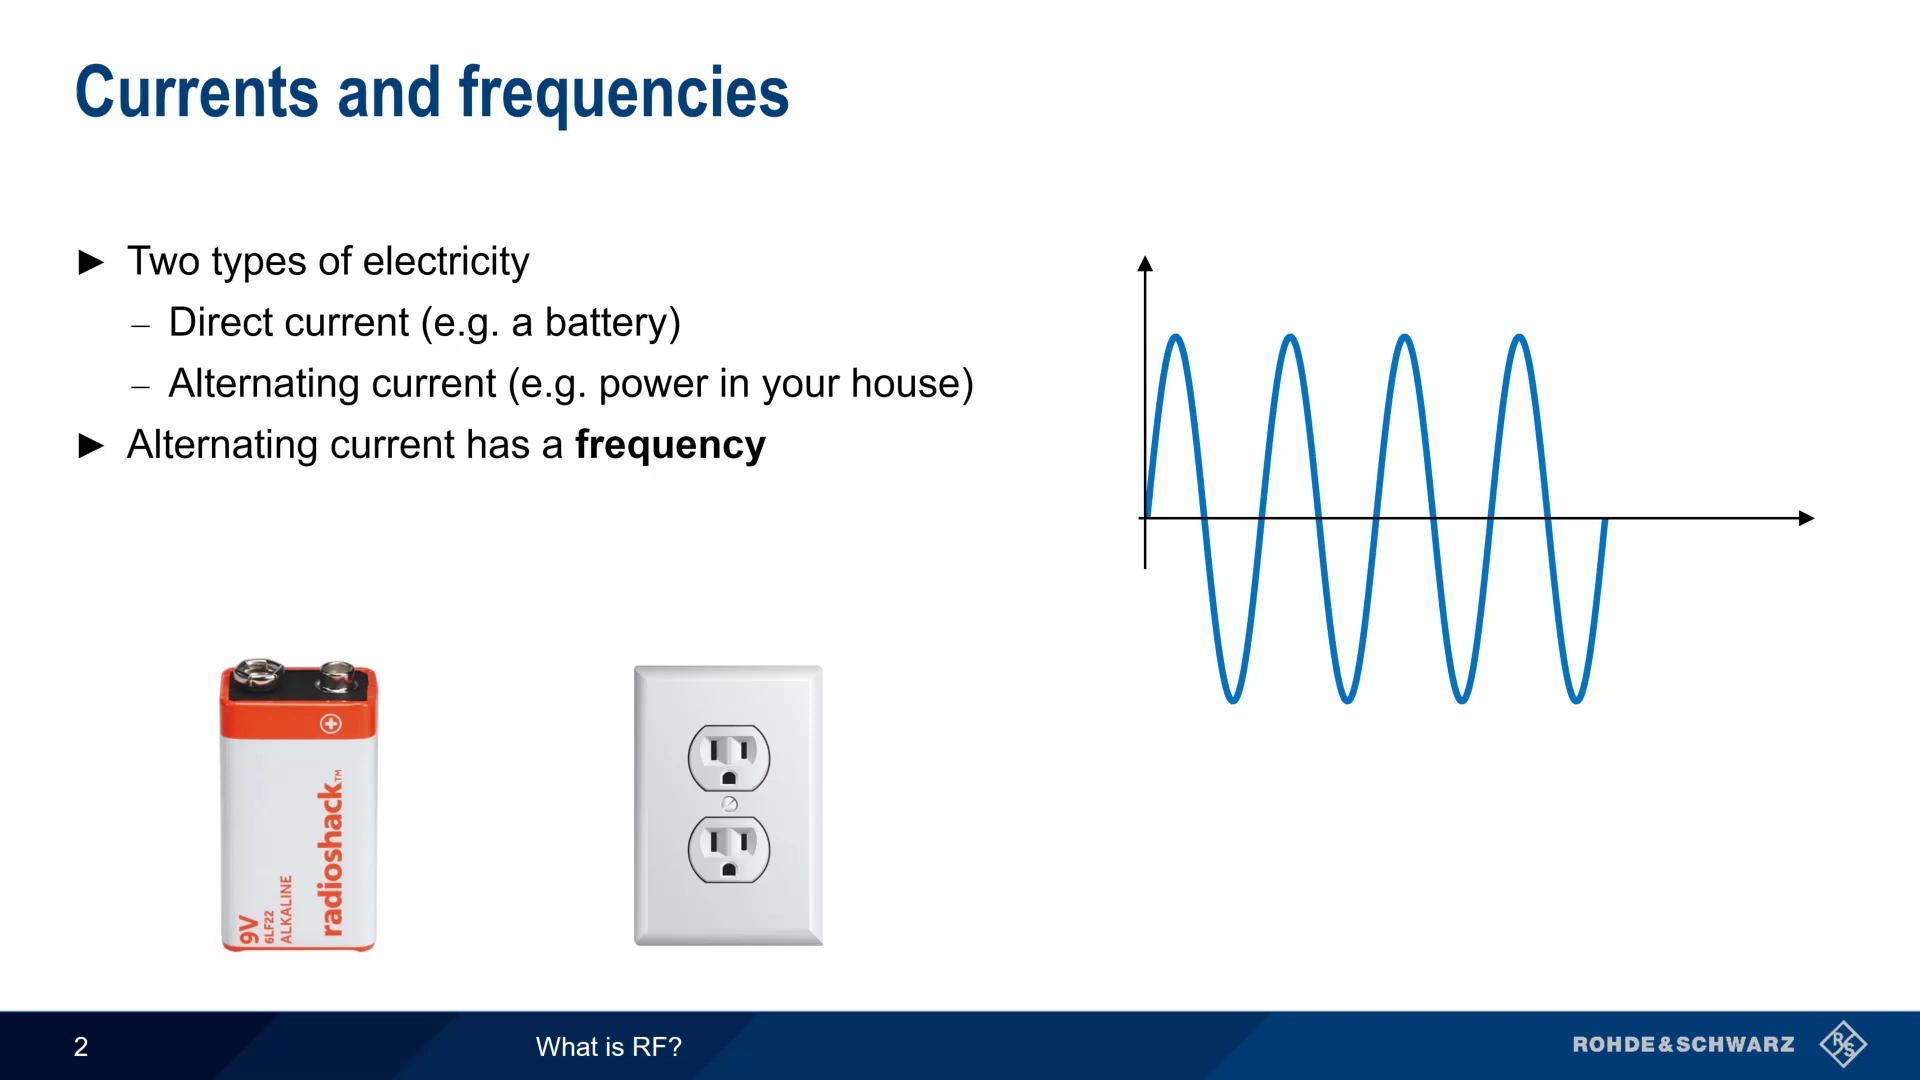 Currents and frequencies
► Two types of electricity
– Direct current (e.g. a battery)
– Alternating current (e.g. power in your house)
► Alternating current has a frequency
9V
6LF22
ALKALINE
radioshack™
2
What is RF?
ROHDE&SCHWARZ
R&S